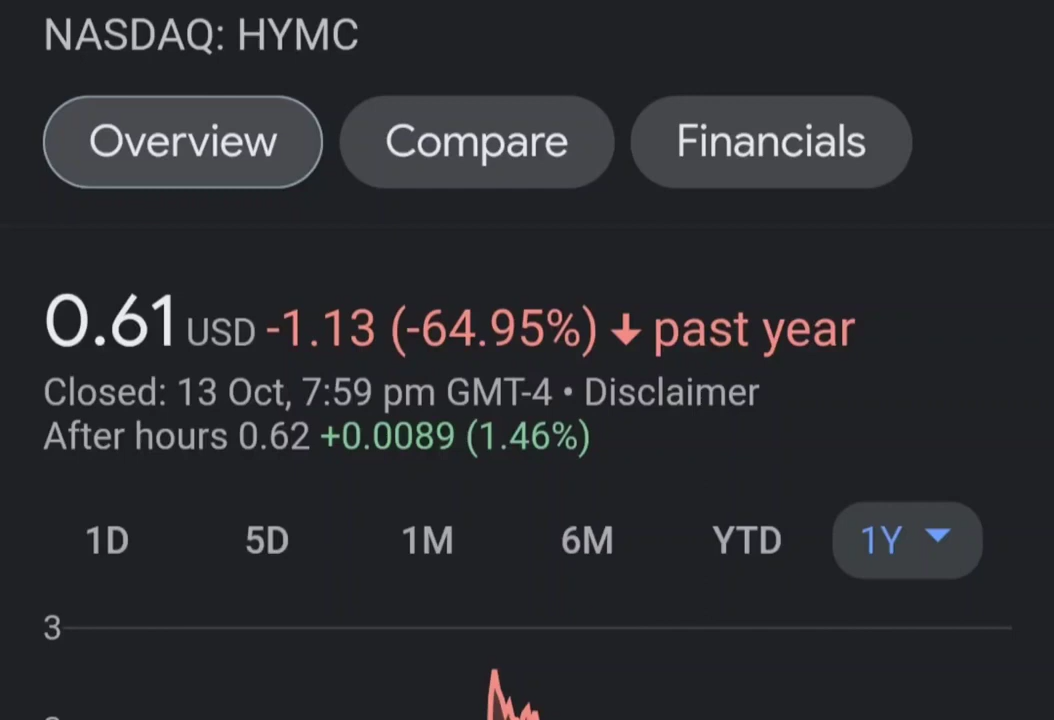 NASDAQ: HYMC
Overview Compare Financials
0.61 USD -1.13 (-64.95%) ↓ past year
Closed: 13 Oct, 7:59 pm GMT-4 • Disclaimer
After hours 0.62 +0.0089 (1.46%)
1D 5D 1M 6M YTD 1Y
3